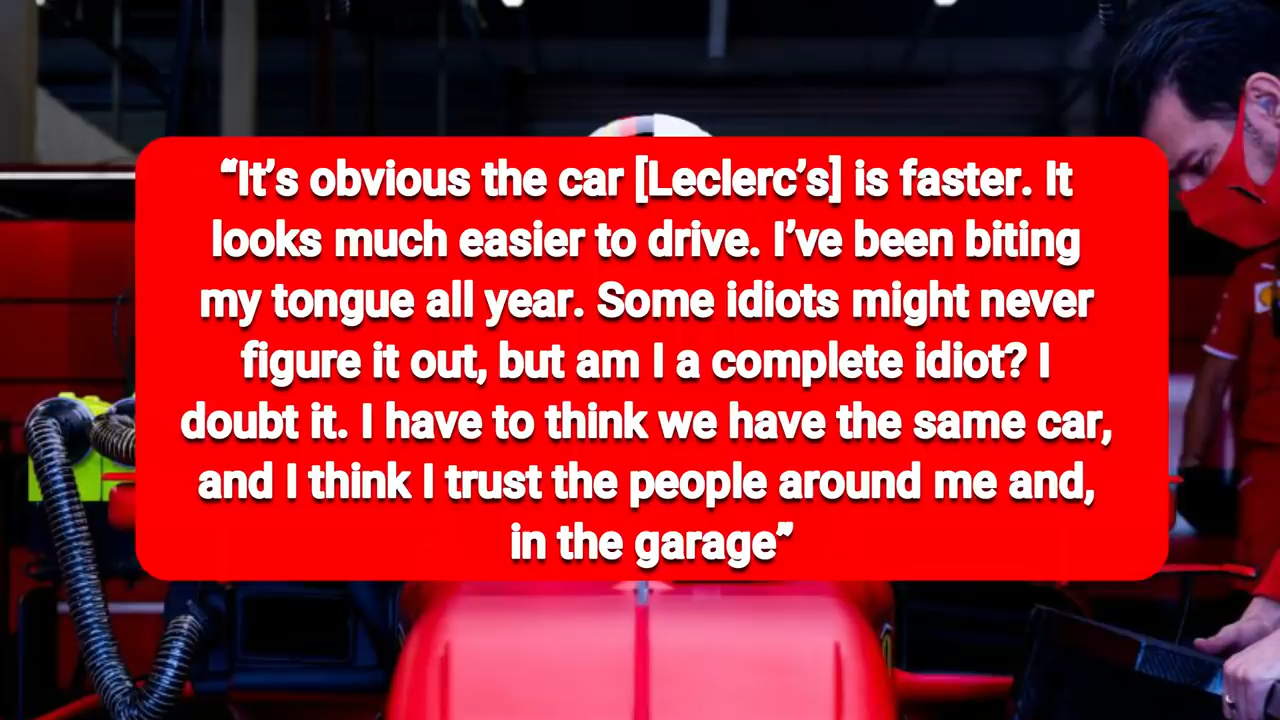 “It’s obvious the car [Leclerc’s] is faster. It
looks much easier to drive. I’ve been biting
my tongue all year. Some idiots might never
figure it out, but am I a complete idiot? I
doubt it. I have to think we have the same car,
and I think I trust the people around me and,
in the garage”